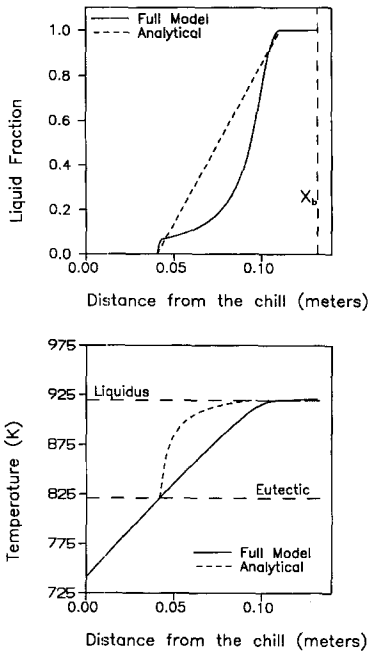 Full Model
Analytical
1.0
0.8
0.6
0.4
0.2
0.0
Liquid Fraction
X_b
0.00
0.05
0.10
Distance from the chill (meters)
975
925
875
825
775
725
Temperature (K)
Liquidus
Eutectic
Full Model
Analytical
0.00
0.05
0.10
Distance from the chill (meters)